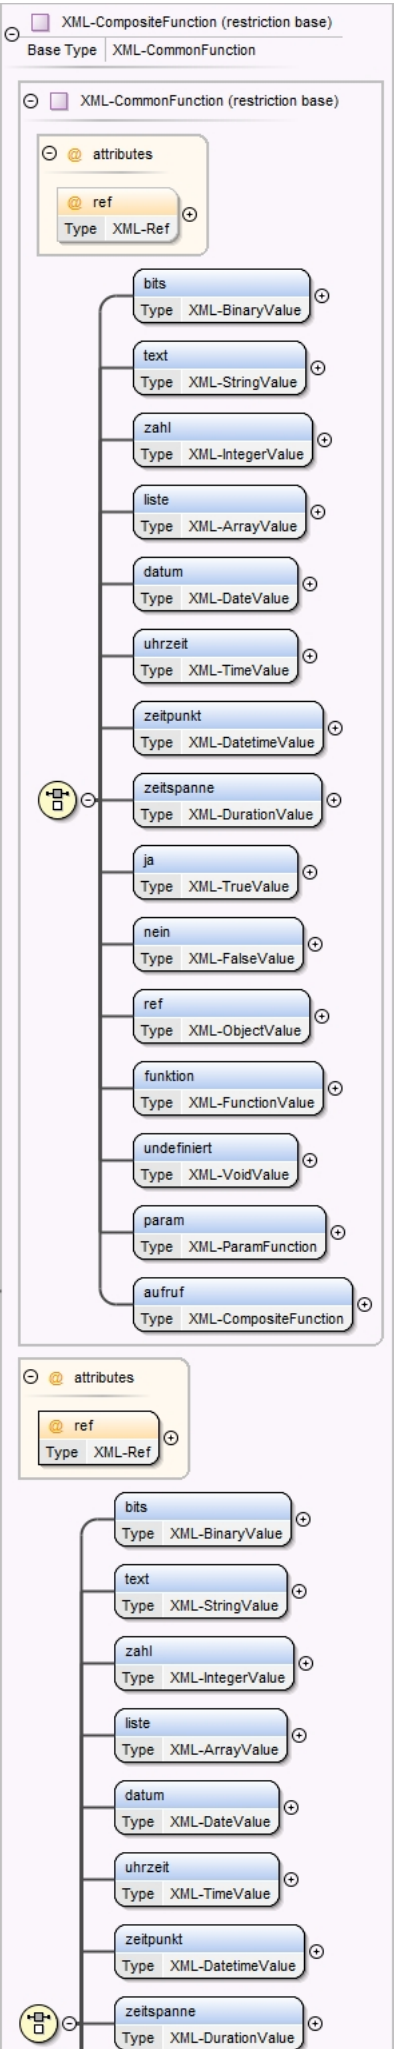 XML-CompositeFunction (restriction base)
Base Type XML-CommonFunction
XML-CommonFunction (restriction base)
@ attributes
@ ref
Type XML-Ref
bits
Type XML-BinaryValue
text
Type XML-StringValue
zahl
Type XML-IntegerValue
liste
Type XML-ArrayValue
datum
Type XML-DateValue
uhrzeit
Type XML-TimeValue
zeitpunkt
Type XML-DatetimeValue
zeitspanne
Type XML-DurationValue
ja
Type XML-TrueValue
nein
Type XML-FalseValue
ref
Type XML-ObjectValue
funktion
Type XML-FunctionValue
undefiniert
Type XML-VoidValue
param
Type XML-ParamFunction
aufruf
Type XML-CompositeFunction
@ attributes
@ ref
Type XML-Ref
bits
Type XML-BinaryValue
text
Type XML-StringValue
zahl
Type XML-IntegerValue
liste
Type XML-ArrayValue
datum
Type XML-DateValue
uhrzeit
Type XML-TimeValue
zeitpunkt
Type XML-DatetimeValue
zeitspanne
Type XML-DurationValue